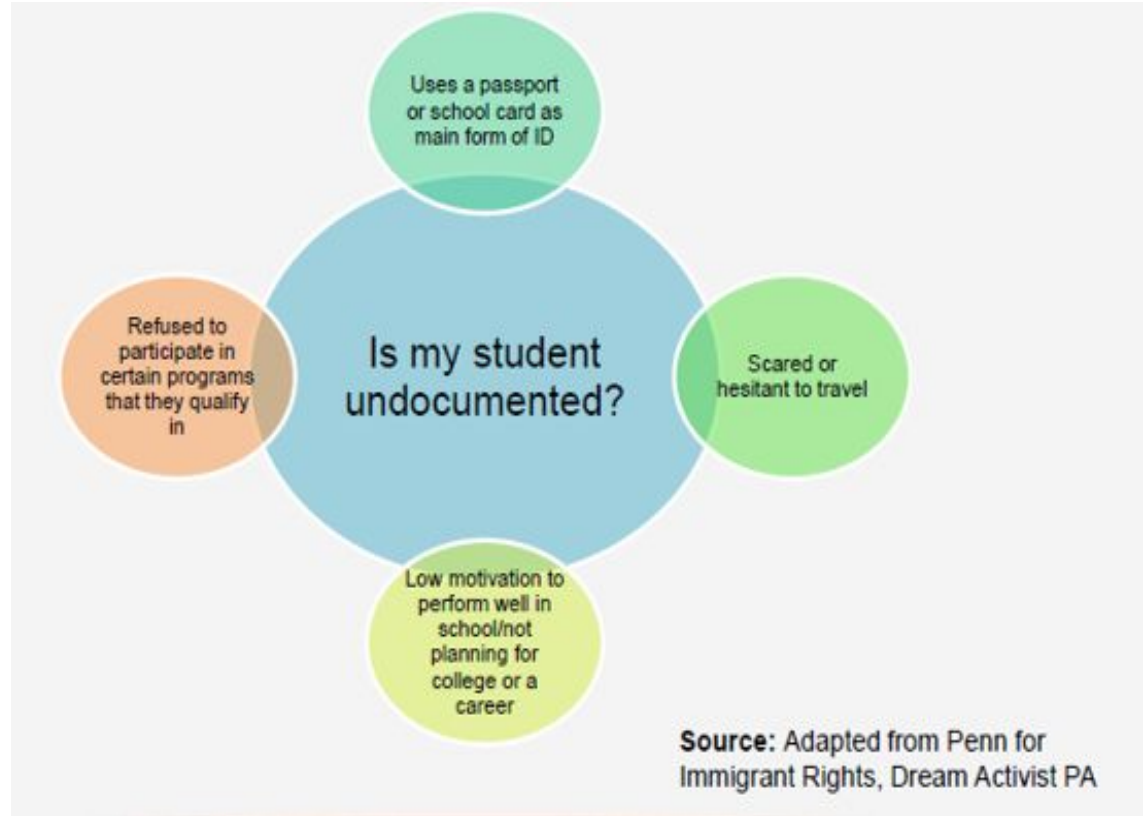 Uses a passport
or school card as
main form of ID
Refused to
participate in
certain programs
that they qualify
in
Is my student
undocumented?
Scared or
hesitant to travel
Low motivation to
perform well in
school/not
planning for
college or a
career
Source: Adapted from Penn for
Immigrant Rights, Dream Activist PA